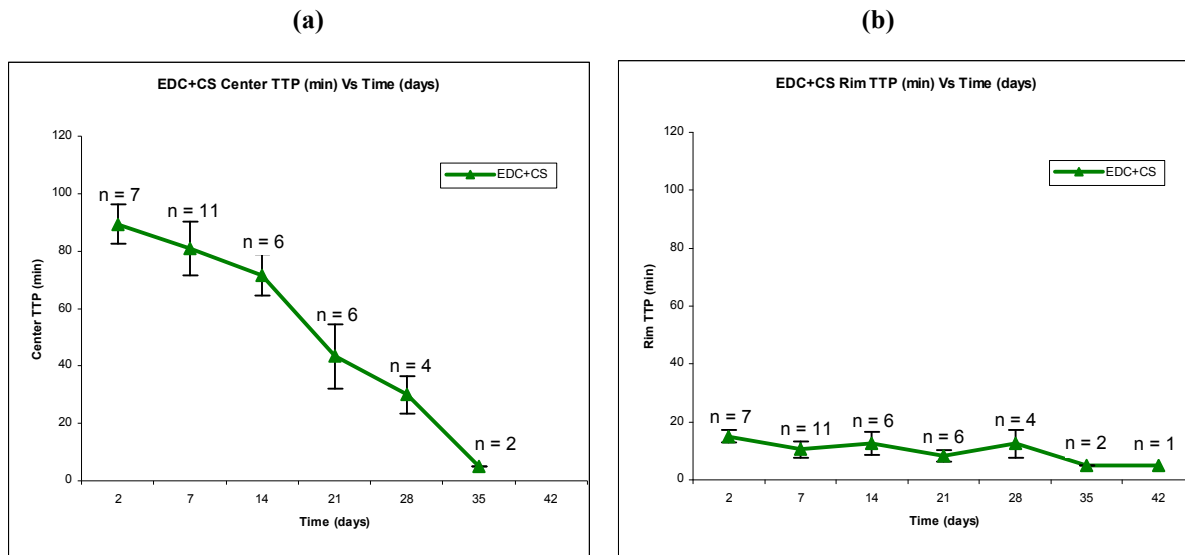 (a)
EDC+CS Center TTP (min) Vs Time (days)
120
100
80
60
40
20
0
Center TTP (min)
EDC+CS
n = 7
n = 11
n = 6
n = 6
n = 4
n = 2
2 7 14 21 28 35 42
Time (days)
(b)
EDC+CS Rim TTP (min) Vs Time (days)
120
100
80
60
40
20
0
Rim TTP (min)
EDC+CS
n = 7
n = 11
n = 6
n = 6
n = 4
n = 2
n = 1
2 7 14 21 28 35 42
Time (days)